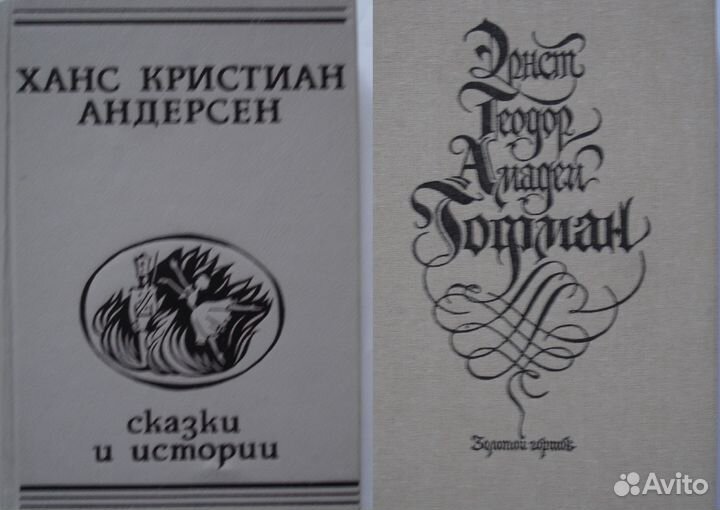 ХАНС КРИСТИАН
АНДЕРСЕН
сказки
и истории
Эрнст
Теодор
Амадей
Гофман
Золотой горшок
Avito